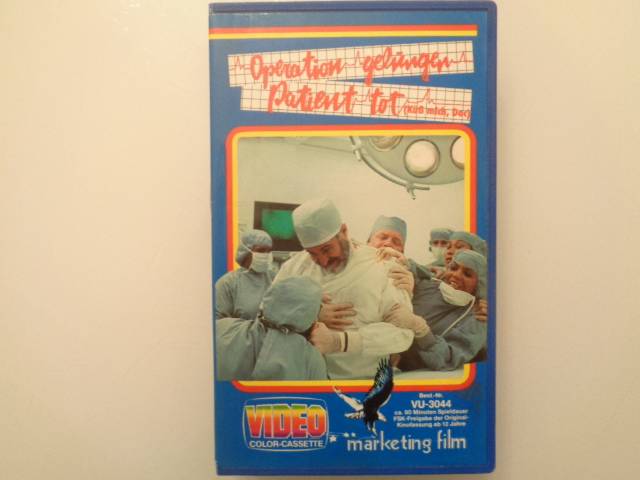 Operation gelungen
Patient tot (Küß mich, Doc)
VIDEO
COLOR-CASSETTE
Best.-Nr.
VU-3044
ca. 90 Minuten Spieldauer
FSK-Freigabe der Original-
Kinofassung ab 12 Jahre
marketing film